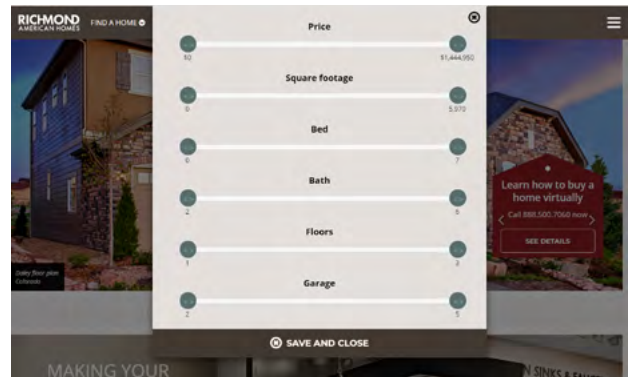 RICHMOND
AMERICAN HOMES
FIND A HOME
Price
$0
$1,444,950
Square footage
0
5,970
Bed
0
7
Bath
2
6
Floors
1
3
Garage
2
5
SAVE AND CLOSE
Learn how to buy a
home virtually
Call 888.500.7060 now
SEE DETAILS
Daley floor plan
Colorado
MAKING YOUR
N SINKS &